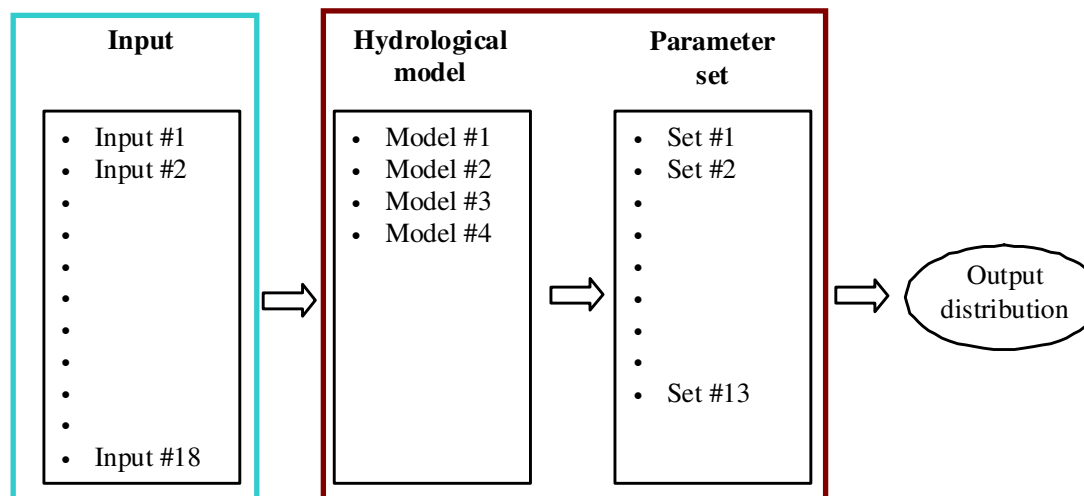 Input
• Input #1
• Input #2
•
•
•
•
•
•
•
•
• Input #18
Hydrological
model
• Model #1
• Model #2
• Model #3
• Model #4
Parameter
set
• Set #1
• Set #2
•
•
•
•
•
•
• Set #13
Output
distribution